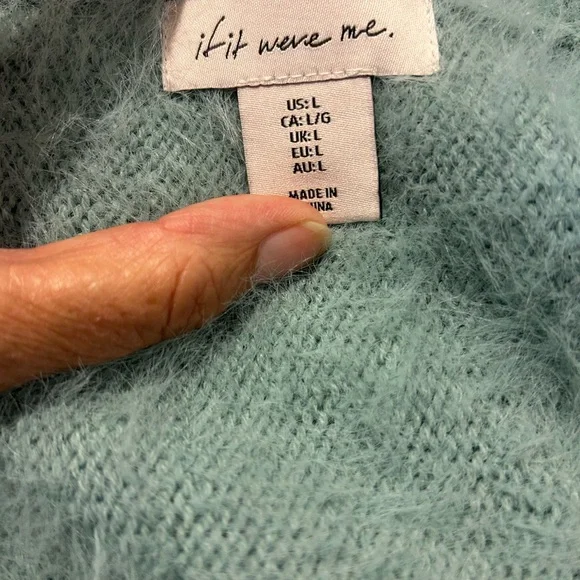 if it were me.
US: L
CA: L/G
UK: L
EU: L
AU: L
MADE IN